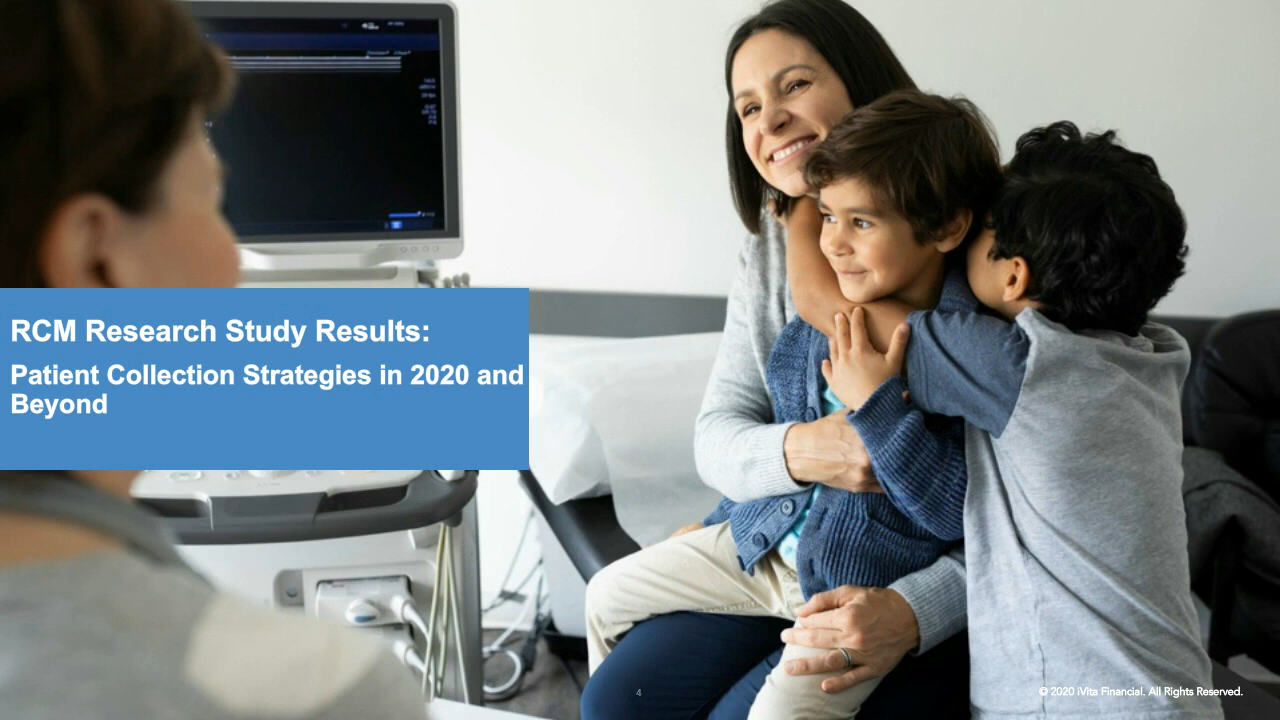 RCM Research Study Results:
Patient Collection Strategies in 2020 and
Beyond
4
© 2020 iVita Financial. All Rights Reserved.